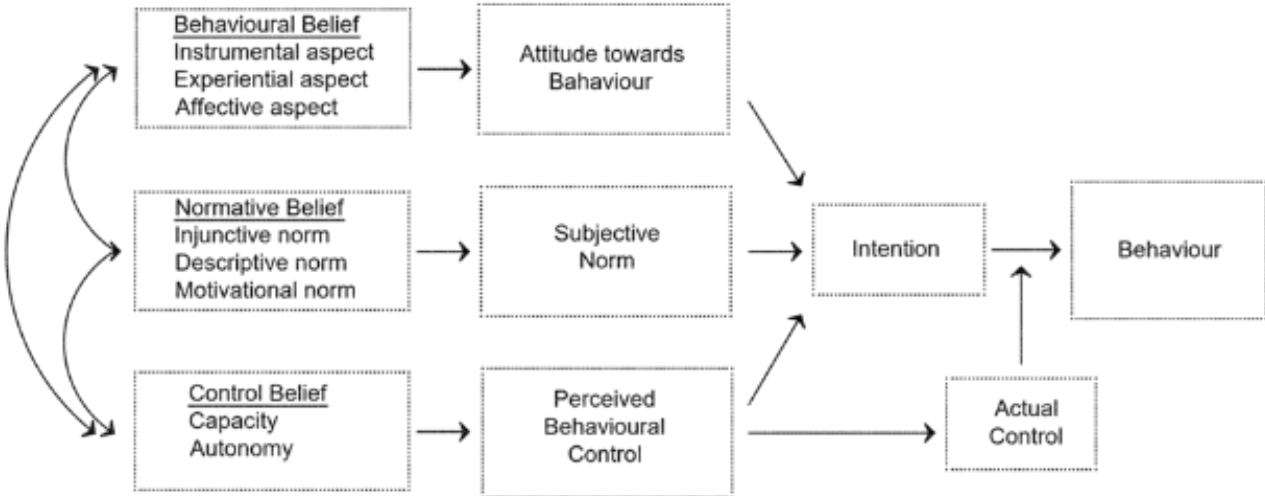 Behavioural Belief
Instrumental aspect
Experiential aspect
Affective aspect
Attitude towards
Bahaviour
Normative Belief
Injunctive norm
Descriptive norm
Motivational norm
Subjective
Norm
Intention
Behaviour
Control Belief
Capacity
Autonomy
Perceived
Behavioural
Control
Actual
Control